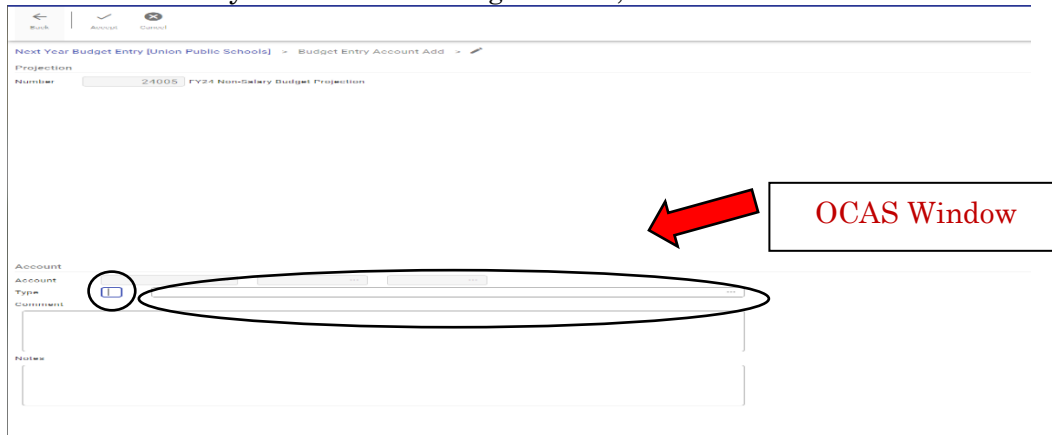 Back Accept Cancel
Next Year Budget Entry [Union Public Schools] > Budget Entry Account Add >
Projection
Number 24005 FY24 Non-Salary Budget Projection
OCAS Window
Account
Account
Type
Comment
Notes